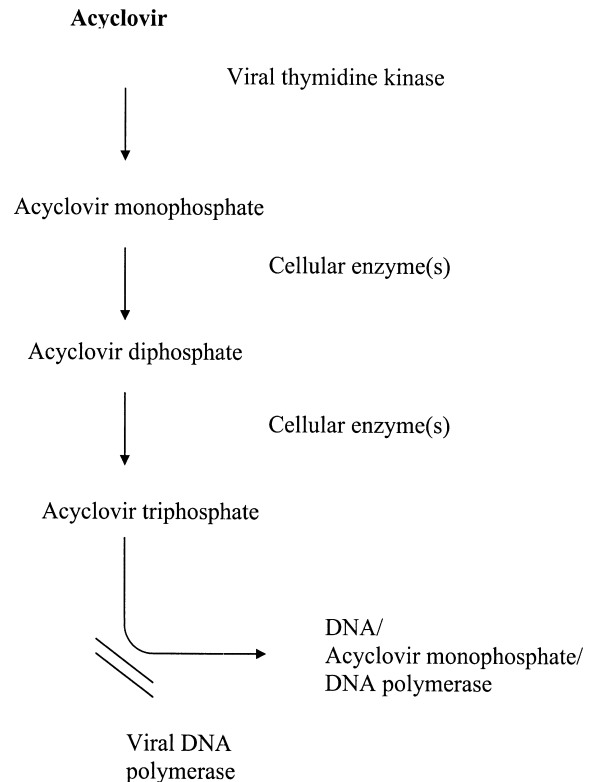 Acyclovir
Viral thymidine kinase
Acyclovir monophosphate
Cellular enzyme(s)
Acyclovir diphosphate
Cellular enzyme(s)
Acyclovir triphosphate
DNA/
Acyclovir monophosphate/
DNA polymerase
Viral DNA
polymerase